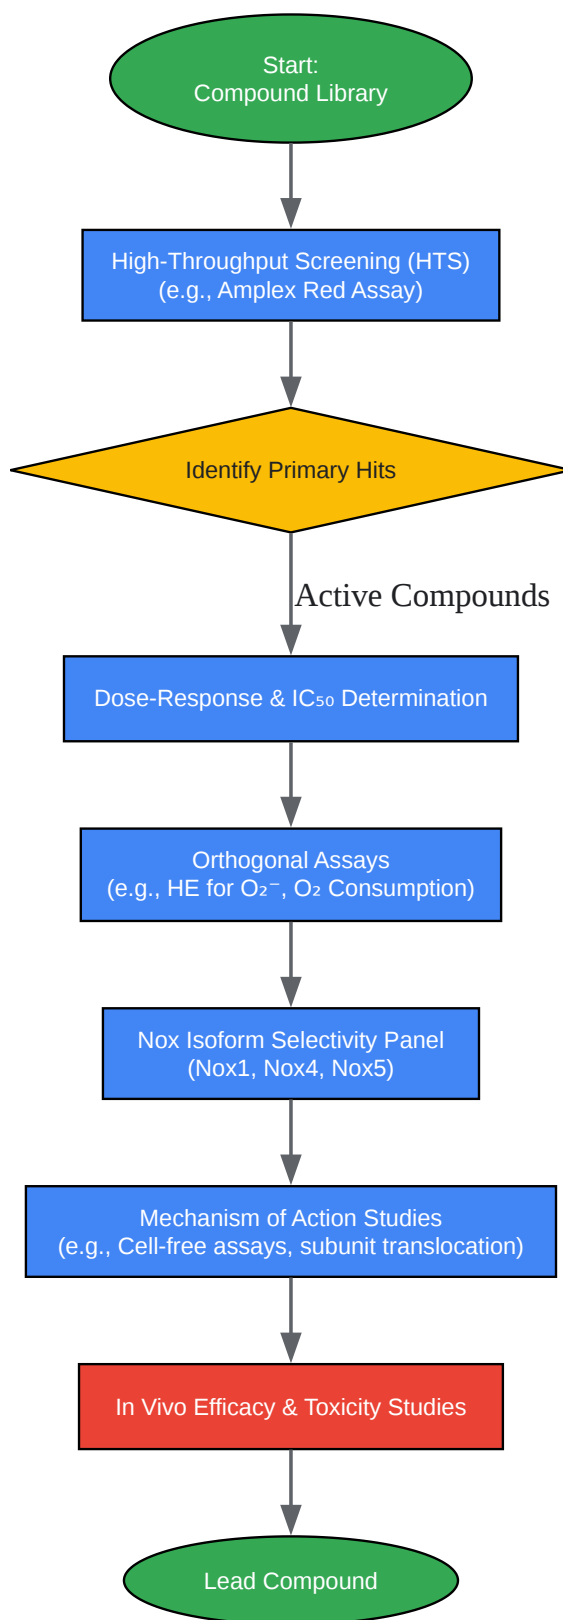 Start:
Compound Library
High-Throughput Screening (HTS)
(e.g., Amplex Red Assay)
Identify Primary Hits
Active Compounds
Dose-Response & IC₅₀ Determination
Orthogonal Assays
(e.g., HE for O₂⁻, O₂ Consumption)
Nox Isoform Selectivity Panel
(Nox1, Nox4, Nox5)
Mechanism of Action Studies
(e.g., Cell-free assays, subunit translocation)
In Vivo Efficacy & Toxicity Studies
Lead Compound